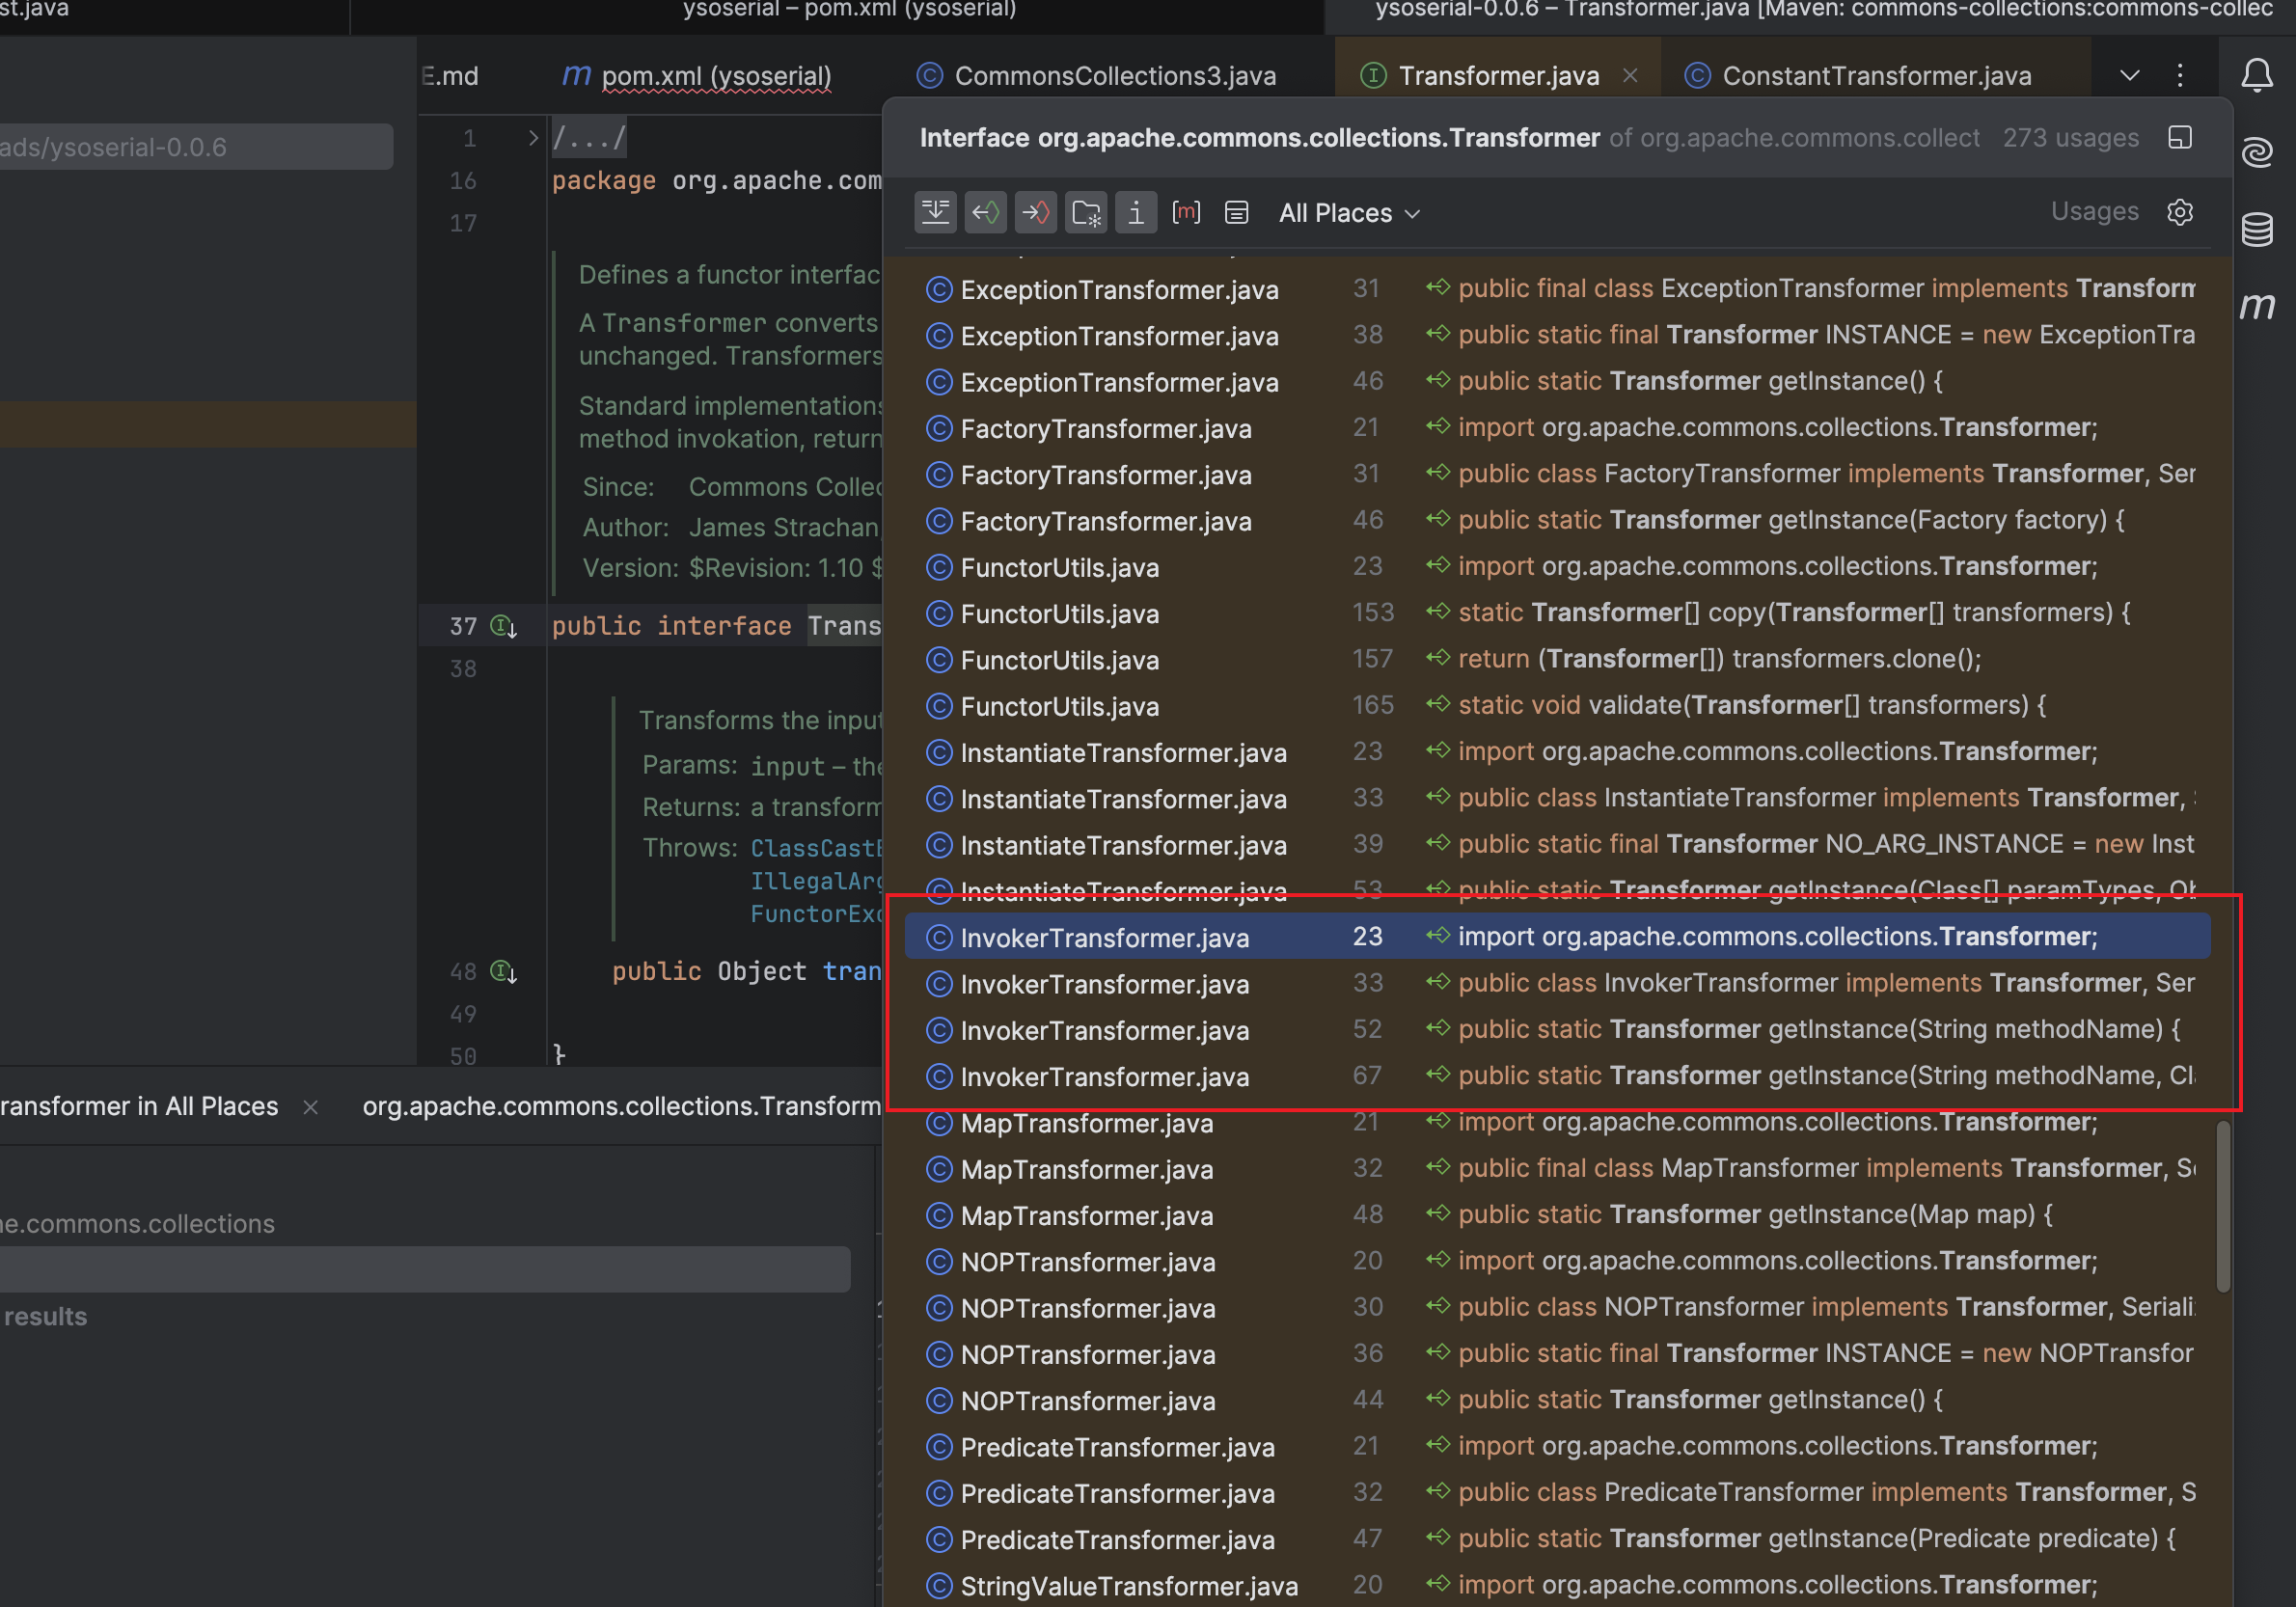 st.java
ysoserial – pom.xml (ysoserial)
ysoserial-0.0.6 – Transformer.java [Maven: commons-collections:commons-collec
E.md
m pom.xml (ysoserial)
CommonsCollections3.java
Transformer.java
ConstantTransformer.java
ads/ysoserial-0.0.6
1 /.../
16 package org.apache.com
17
Defines a functor interfac
A Transformer converts
unchanged. Transformers
Standard implementations
method invokation, return
Since: Commons Collec
Author: James Strachan,
Version: $Revision: 1.10 $
37 public interface Trans
38
Transforms the input
Params: input – the
Returns: a transform
Throws: ClassCastE
IllegalArg
FunctorExc
48 public Object tran
49
50 }
Interface org.apache.commons.collections.Transformer of org.apache.commons.collect 273 usages
All Places
Usages
ExceptionTransformer.java 31 public final class ExceptionTransformer implements Transform
ExceptionTransformer.java 38 public static final Transformer INSTANCE = new ExceptionTra
ExceptionTransformer.java 46 public static Transformer getInstance() {
FactoryTransformer.java 21 import org.apache.commons.collections.Transformer;
FactoryTransformer.java 31 public class FactoryTransformer implements Transformer, Ser
FactoryTransformer.java 46 public static Transformer getInstance(Factory factory) {
FunctorUtils.java 23 import org.apache.commons.collections.Transformer;
FunctorUtils.java 153 static Transformer[] copy(Transformer[] transformers) {
FunctorUtils.java 157 return (Transformer[]) transformers.clone();
FunctorUtils.java 165 static void validate(Transformer[] transformers) {
InstantiateTransformer.java 23 import org.apache.commons.collections.Transformer;
InstantiateTransformer.java 33 public class InstantiateTransformer implements Transformer,
InstantiateTransformer.java 39 public static final Transformer NO_ARG_INSTANCE = new Inst
InstantiateTransformer.java 53 public static Transformer getInstance(Class[] paramTypes, Ob
InvokerTransformer.java 23 import org.apache.commons.collections.Transformer;
InvokerTransformer.java 33 public class InvokerTransformer implements Transformer, Ser
InvokerTransformer.java 52 public static Transformer getInstance(String methodName) {
InvokerTransformer.java 67 public static Transformer getInstance(String methodName, Cl
MapTransformer.java 21 import org.apache.commons.collections.Transformer;
MapTransformer.java 32 public final class MapTransformer implements Transformer, Se
MapTransformer.java 48 public static Transformer getInstance(Map map) {
NOPTransformer.java 20 import org.apache.commons.collections.Transformer;
NOPTransformer.java 30 public class NOPTransformer implements Transformer, Seriali
NOPTransformer.java 36 public static final Transformer INSTANCE = new NOPTransfor
NOPTransformer.java 44 public static Transformer getInstance() {
PredicateTransformer.java 21 import org.apache.commons.collections.Transformer;
PredicateTransformer.java 32 public class PredicateTransformer implements Transformer, S
PredicateTransformer.java 47 public static Transformer getInstance(Predicate predicate) {
StringValueTransformer.java 20 import org.apache.commons.collections.Transformer;
m
ransformer in All Places
org.apache.commons.collections.Transform
he.commons.collections
results